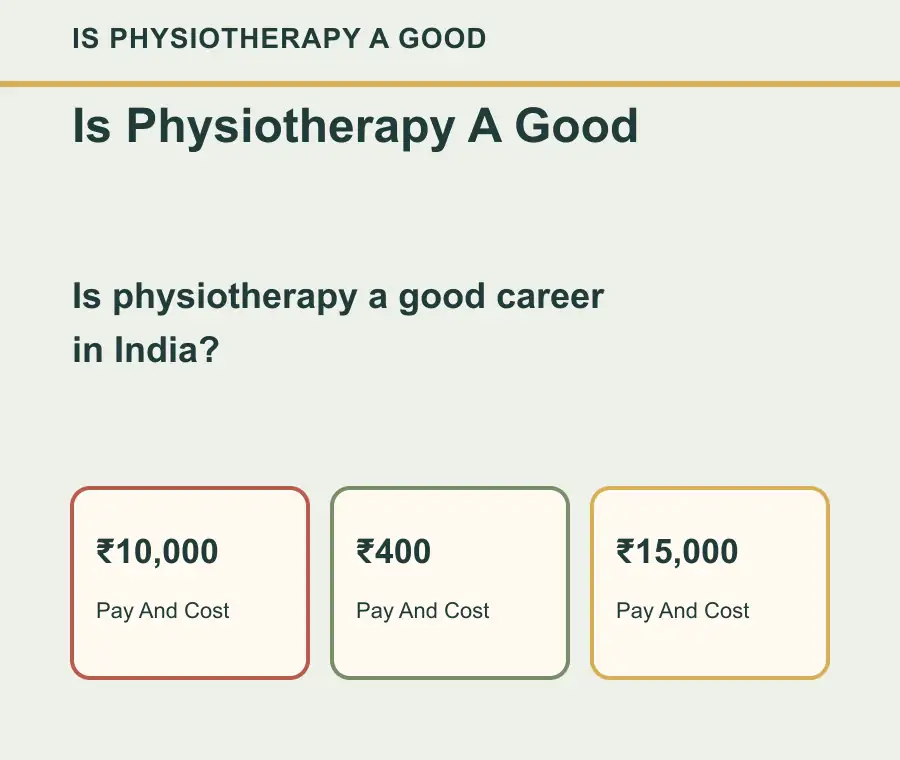 IS PHYSIOTHERAPY A GOOD
Is Physiotherapy A Good
Is physiotherapy a good career
in India?
₹10,000
Pay And Cost
₹400
Pay And Cost
₹15,000
Pay And Cost